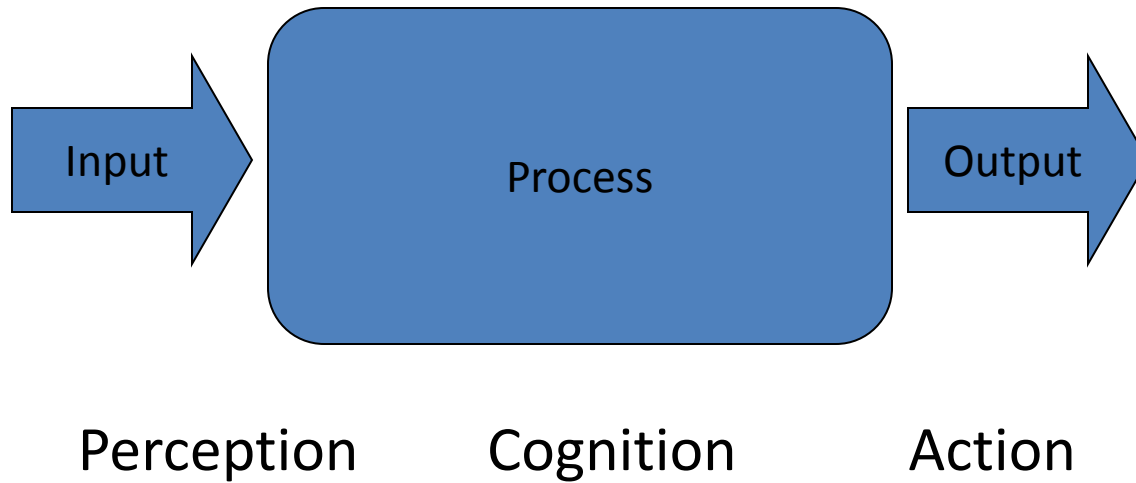 Input
Process
Output
Perception
Cognition
Action